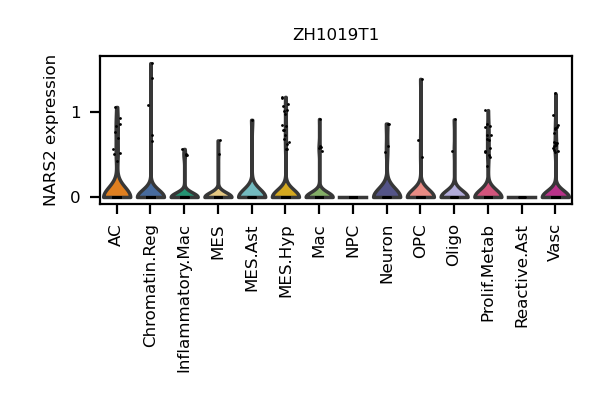 ZH1019T1
NARS2 expression
1
0
AC
Chromatin.Reg
Inflammatory.Mac
MES
MES.Ast
MES.Hyp
Mac
NPC
Neuron
OPC
Oligo
Prolif.Metab
Reactive.Ast
Vasc